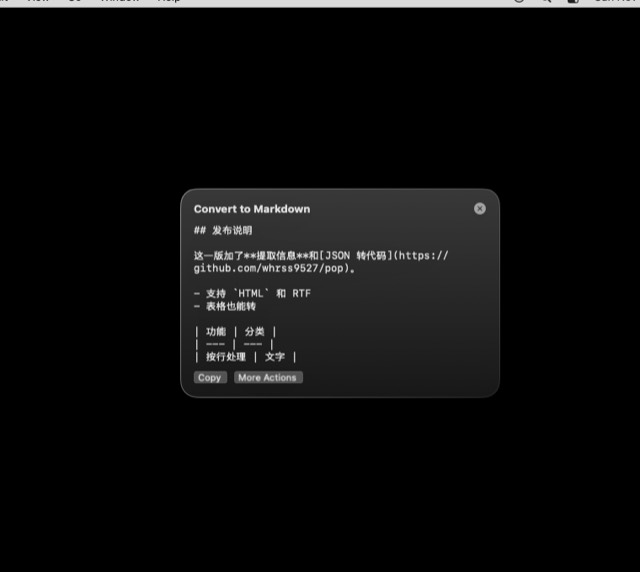 Convert to Markdown
## 发布说明
这一版加了**提取信息**和[JSON 转代码](https://
github.com/whrss9527/pop)。
- 支持 `HTML` 和 RTF
- 表格也能转
| 功能 | 分类 |
| --- | --- |
| 按行处理 | 文字 |
Copy
More Actions